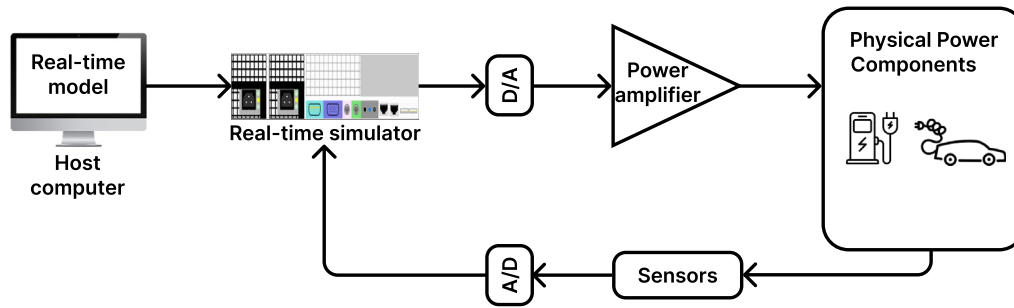 Real-time
model
Host
computer
Real-time simulator
D/A
Power
amplifier
Physical Power
Components
Sensors
A/D